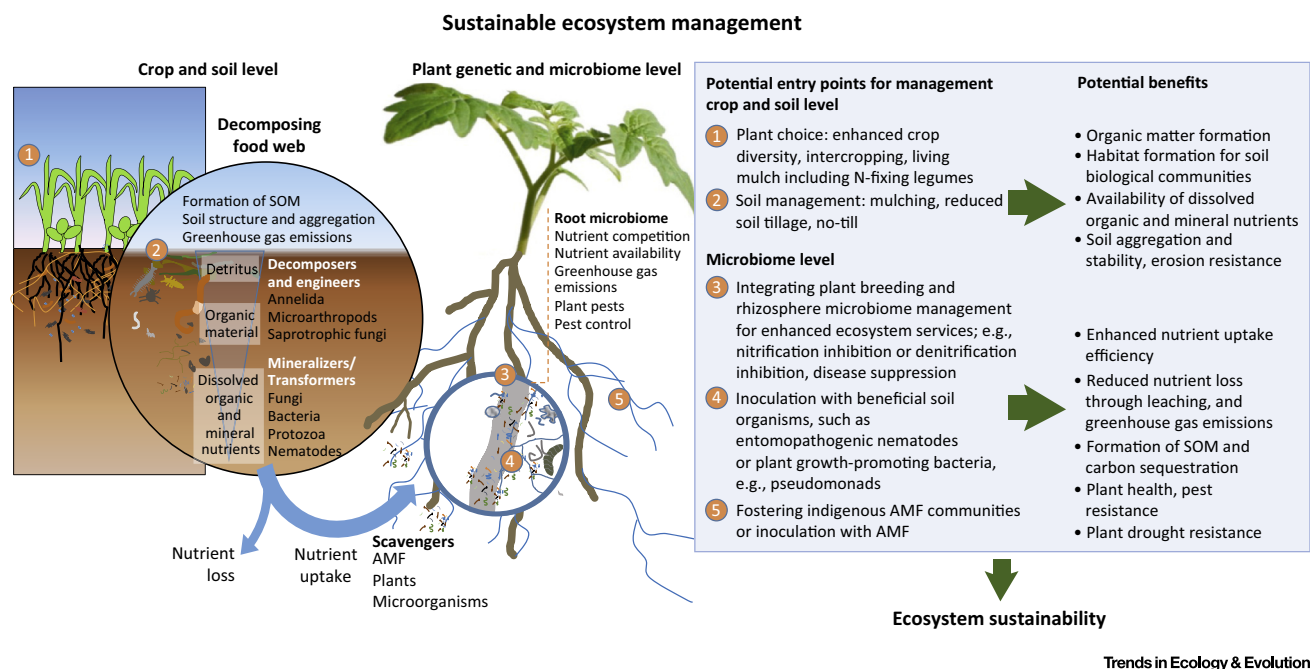 Sustainable ecosystem management
Crop and soil level
Plant genetic and microbiome level
1
Decomposing
food web
Formation of SOM
Soil structure and aggregation
Greenhouse gas emissions
2
Detritus
Organic
material
Dissolved
organic
and
mineral
nutrients
Decomposers
and engineers
Annelida
Microarthropods
Saprotrophic fungi
Mineralizers/
Transformers
Fungi
Bacteria
Protozoa
Nematodes
Nutrient
loss
Nutrient
uptake
Scavengers
AMF
Plants
Microorganisms
Root microbiome
Nutrient competition
Nutrient availability
Greenhouse gas
emissions
Plant pests
Pest control
3
4
5
Potential entry points for management
crop and soil level
1 Plant choice: enhanced crop
diversity, intercropping, living
mulch including N-fixing legumes
2 Soil management: mulching, reduced
soil tillage, no-till
Microbiome level
3 Integrating plant breeding and
rhizosphere microbiome management
for enhanced ecosystem services; e.g.,
nitrification inhibition or denitrification
inhibition, disease suppression
4 Inoculation with beneficial soil
organisms, such as
entomopathogenic nematodes
or plant growth-promoting bacteria,
e.g., pseudomonads
5 Fostering indigenous AMF communities
or inoculation with AMF
Potential benefits
• Organic matter formation
• Habitat formation for soil
biological communities
• Availability of dissolved
organic and mineral nutrients
• Soil aggregation and
stability, erosion resistance
• Enhanced nutrient uptake
efficiency
• Reduced nutrient loss
through leaching, and
greenhouse gas emissions
• Formation of SOM and
carbon sequestration
• Plant health, pest
resistance
• Plant drought resistance
Ecosystem sustainability
Trends in Ecology & Evolution